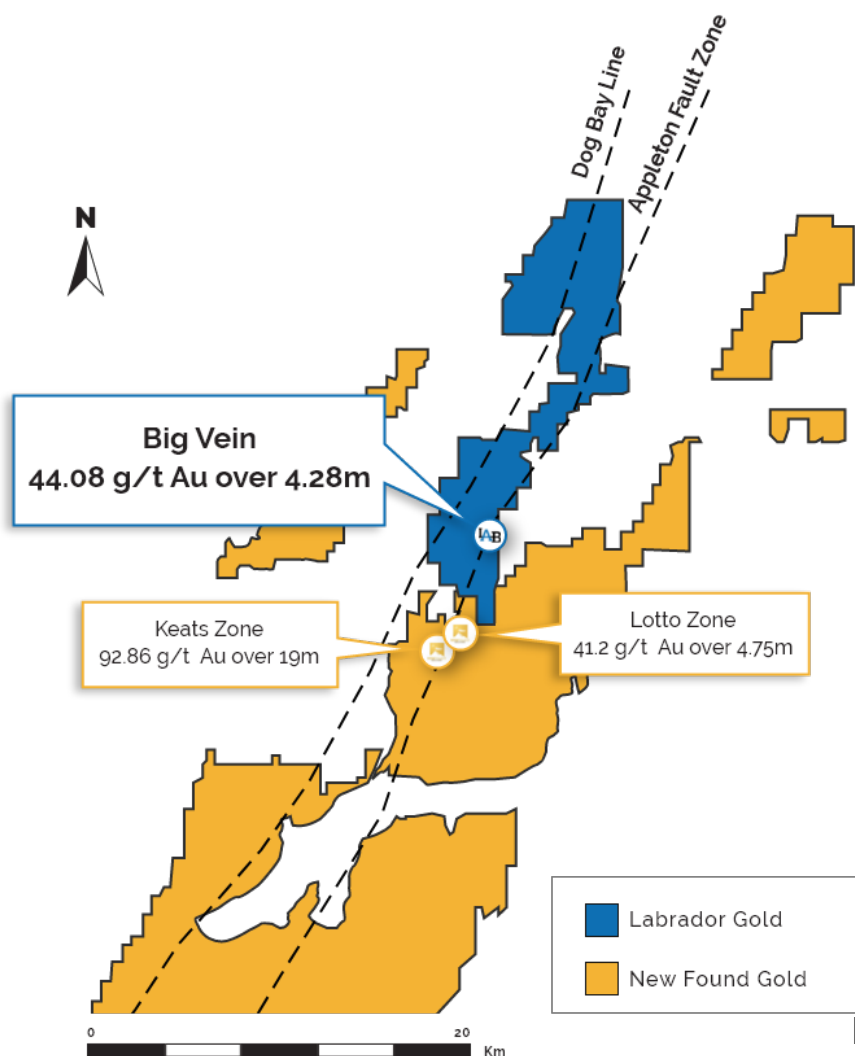 Dog Bay Line
Appleton Fault Zone
N
Big Vein
44.08 g/t Au over 4.28m
LAB
Keats Zone
92.86 g/t Au over 19m
Lotto Zone
41.2 g/t Au over 4.75m
Labrador Gold
New Found Gold
0
20
Km